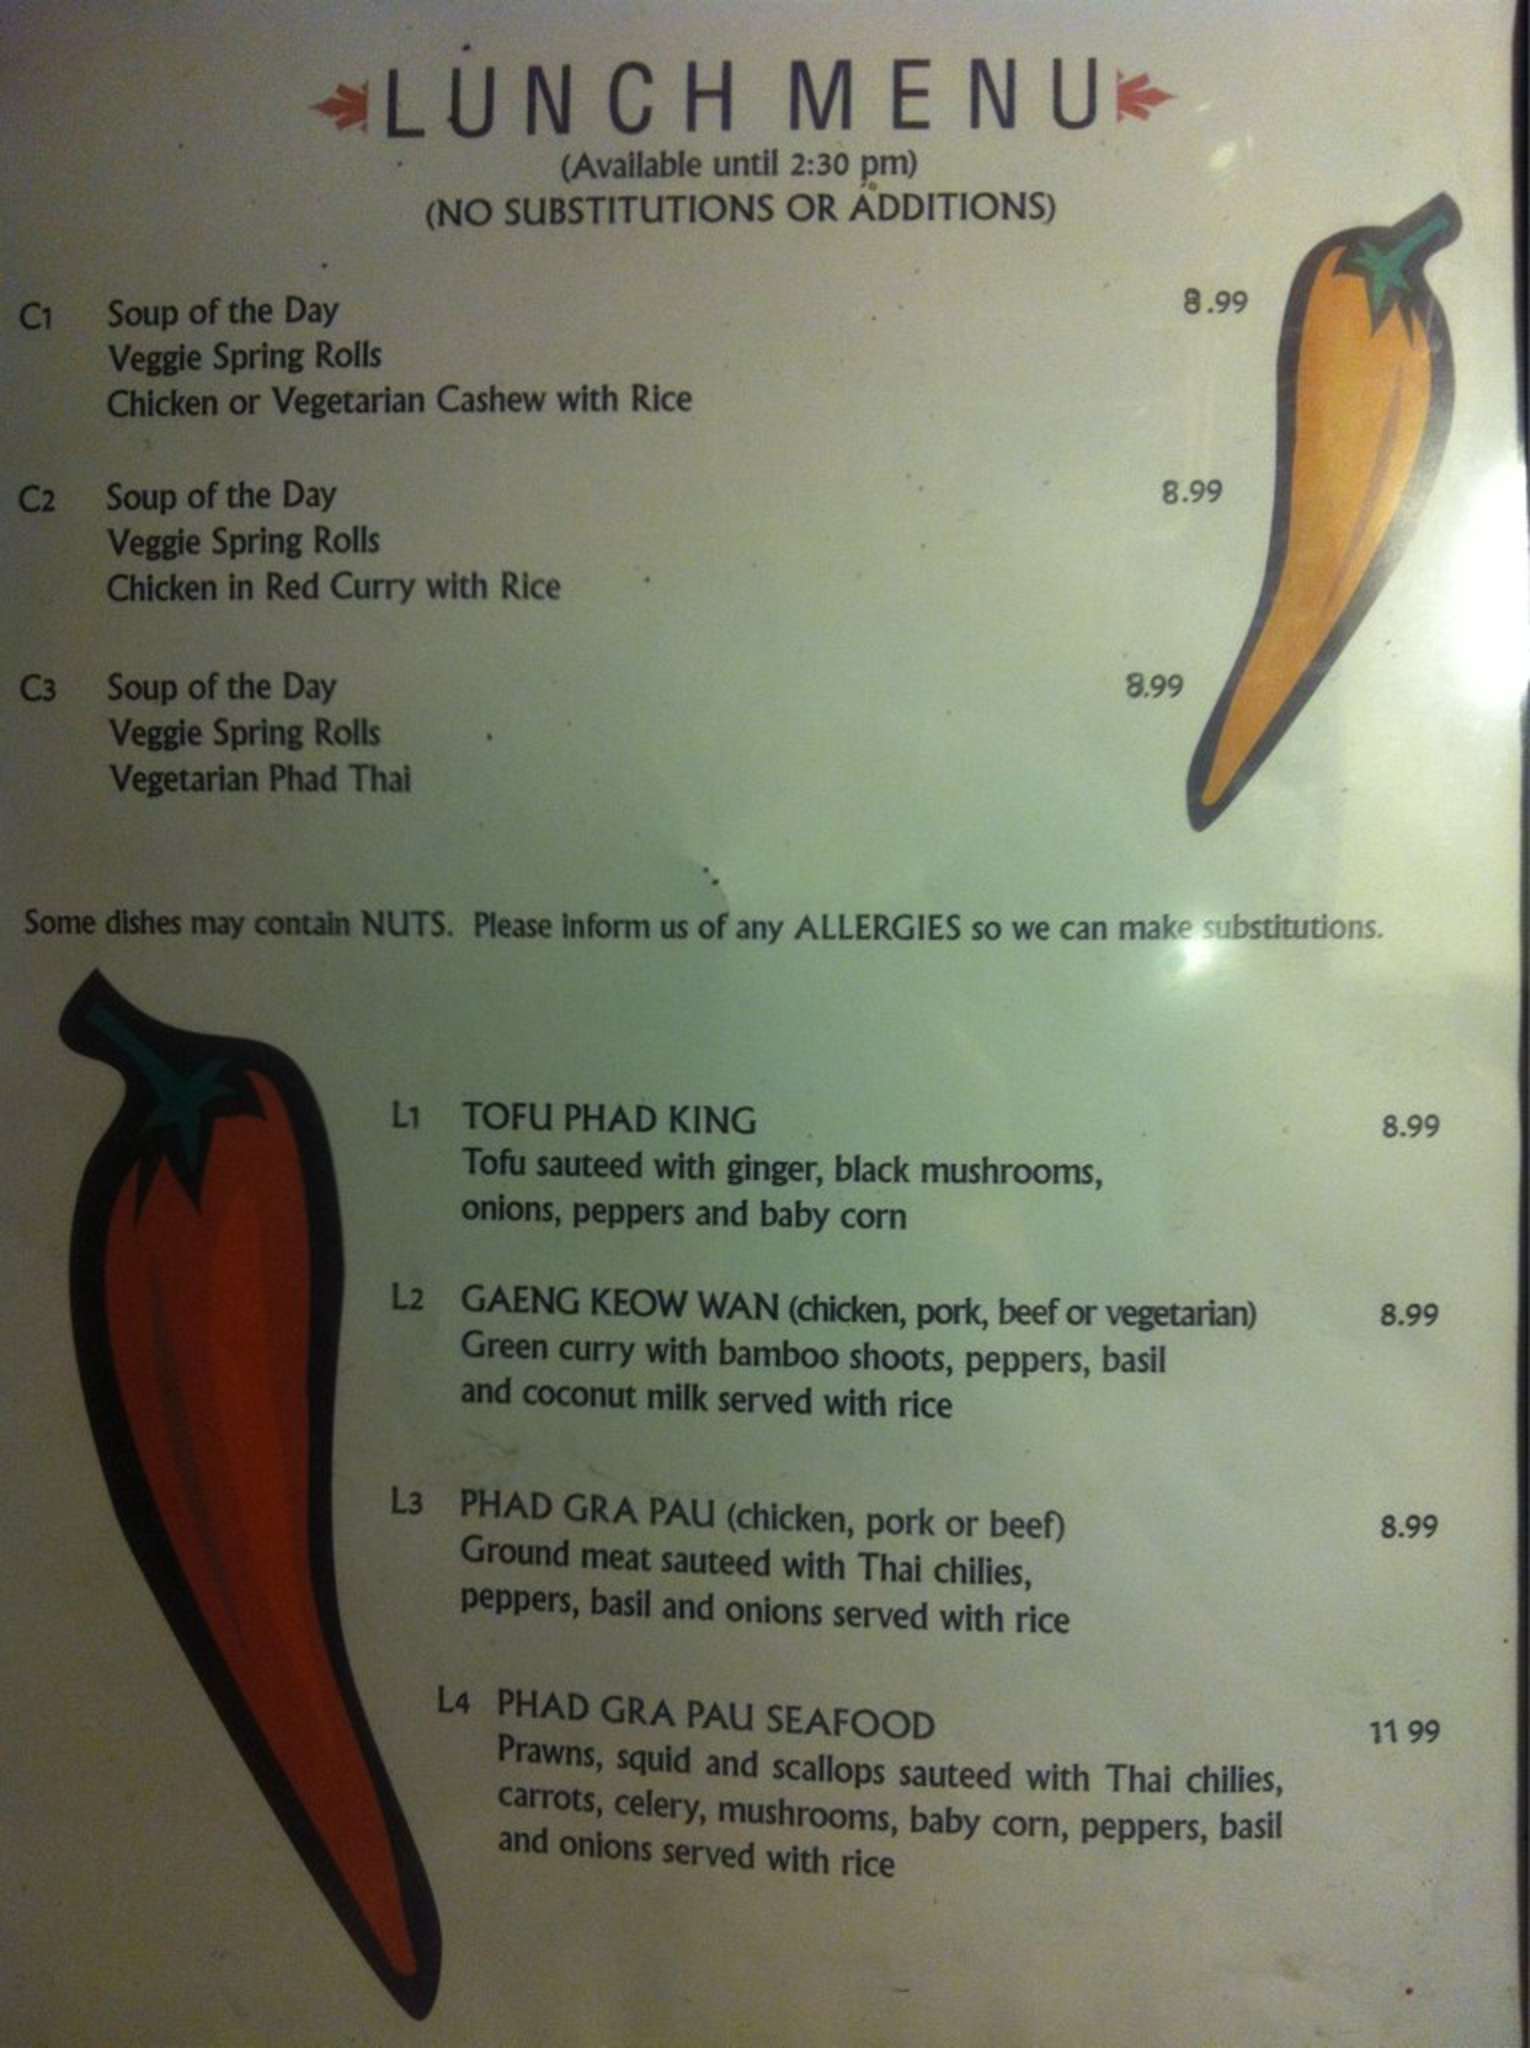 LUNCH MENU
(Available until 2:30 pm)
(NO SUBSTITUTIONS OR ADDITIONS)
C1 Soup of the Day 8.99
Veggie Spring Rolls
Chicken or Vegetarian Cashew with Rice
C2 Soup of the Day 8.99
Veggie Spring Rolls
Chicken in Red Curry with Rice
C3 Soup of the Day 8.99
Veggie Spring Rolls
Vegetarian Phad Thai
Some dishes may contain NUTS. Please inform us of any ALLERGIES so we can make substitutions.
L1 TOFU PHAD KING 8.99
Tofu sauteed with ginger, black mushrooms,
onions, peppers and baby corn
L2 GAENG KEOW WAN (chicken, pork, beef or vegetarian) 8.99
Green curry with bamboo shoots, peppers, basil
and coconut milk served with rice
L3 PHAD GRA PAU (chicken, pork or beef) 8.99
Ground meat sauteed with Thai chilies,
peppers, basil and onions served with rice
L4 PHAD GRA PAU SEAFOOD 11 99
Prawns, squid and scallops sauteed with Thai chilies,
carrots, celery, mushrooms, baby corn, peppers, basil
and onions served with rice